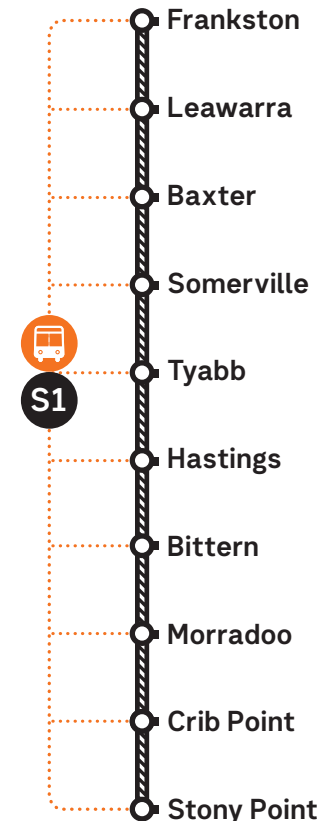 Frankston
Leawarra
Baxter
Somerville
Tyabb
S1
Hastings
Bittern
Morradoo
Crib Point
Stony Point